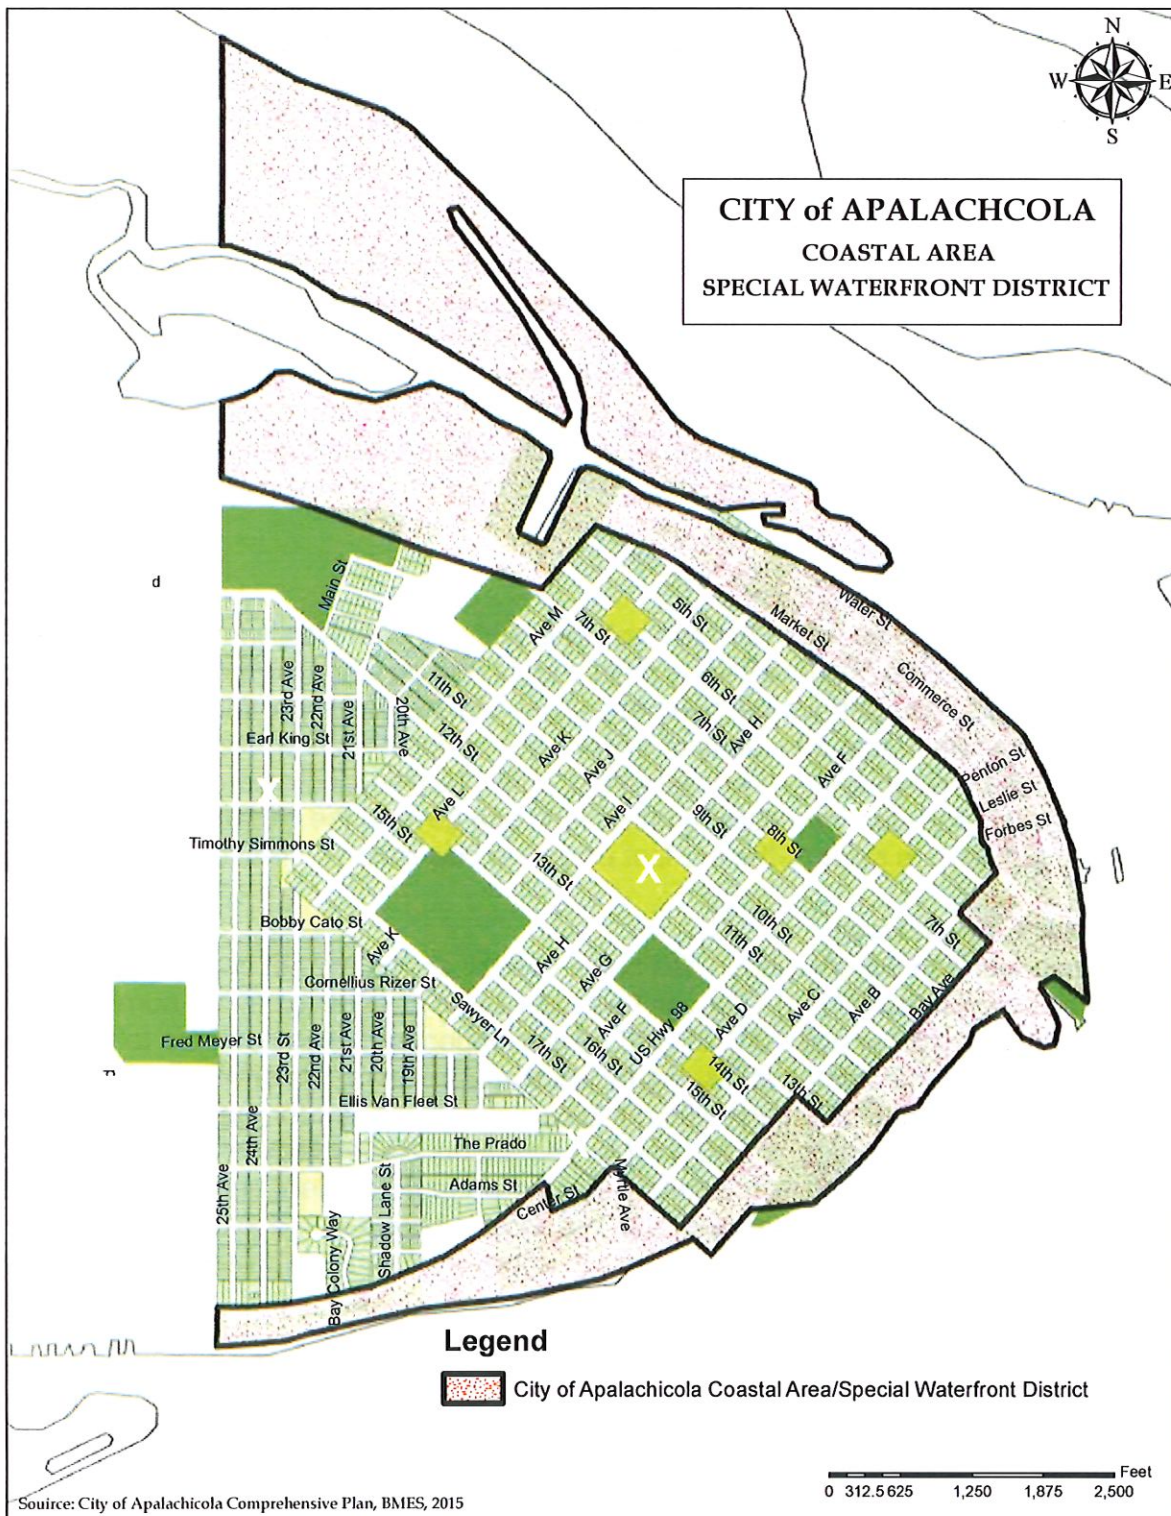 N
W E
S
CITY of APALACHCOLA
COASTAL AREA
SPECIAL WATERFRONT DISTRICT
d
Main St
Ave M
7th St
5th St
Market St
Water St
Commerce St
Penton St
Leslie St
Forbes St
23rd Ave
22nd Ave
21st Ave
20th Ave
11th St
12th St
6th St
7th St
Ave H
Ave F
Earl King St
X
Ave K
Ave J
Ave I
Ave L
15th St
9th St
8th St
Timothy Simmons St
13th St
X
10th St
11th St
7th St
Bobby Cato St
Ave K
Ave H
Ave G
Ave F
US Hwy 98
Ave D
Ave C
Ave B
Bay Ave
Cornellius Rizer St
Sawyer Ln
17th St
16th St
15th St
14th St
13th St
Fred Meyer St
23rd St
22nd Ave
21st Ave
20th Ave
19th Ave
Ellis Van Fleet St
24th Ave
25th Ave
The Prado
Adams St
Shadow Lane St
Bay Colony Way
Center St
Myrtle Ave
Legend
City of Apalachicola Coastal Area/Special Waterfront District
Feet
0 312.5 625 1,250 1,875 2,500
Souirce: City of Apalachicola Comprehensive Plan, BMES, 2015